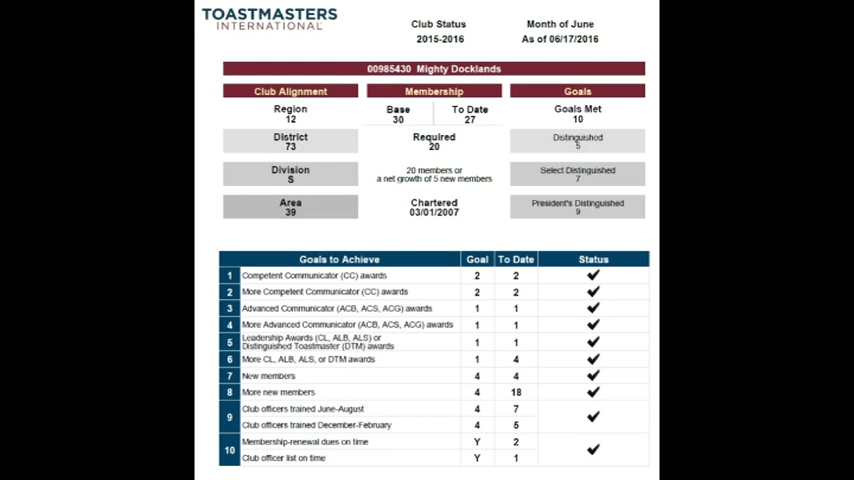 TOASTMASTERS
INTERNATIONAL
Club Status
2015-2016
Month of June
As of 06/17/2016
00985430 Mighty Docklands
Club Alignment
Region
12
District
73
Division
S
Area
39
Membership
Base
30
To Date
27
Required
20
20 members or
a net growth of 5 new members
Chartered
03/01/2007
Goals
Goals Met
10
Distinguished
5
Select Distinguished
7
President's Distinguished
9
Goals to Achieve Goal To Date Status
1 Competent Communicator (CC) awards 2 2 ✔
2 More Competent Communicator (CC) awards 2 2 ✔
3 Advanced Communicator (ACB, ACS, ACG) awards 1 1 ✔
4 More Advanced Communicator (ACB, ACS, ACG) awards 1 1 ✔
5 Leadership Awards (CL, ALB, ALS) or
Distinguished Toastmaster (DTM) awards 1 1 ✔
6 More CL, ALB, ALS, or DTM awards 1 4 ✔
7 New members 4 4 ✔
8 More new members 4 18 ✔
9 Club officers trained June-August 4 7 ✔
Club officers trained December-February 4 5
10 Membership-renewal dues on time Y 2 ✔
Club officer list on time Y 1